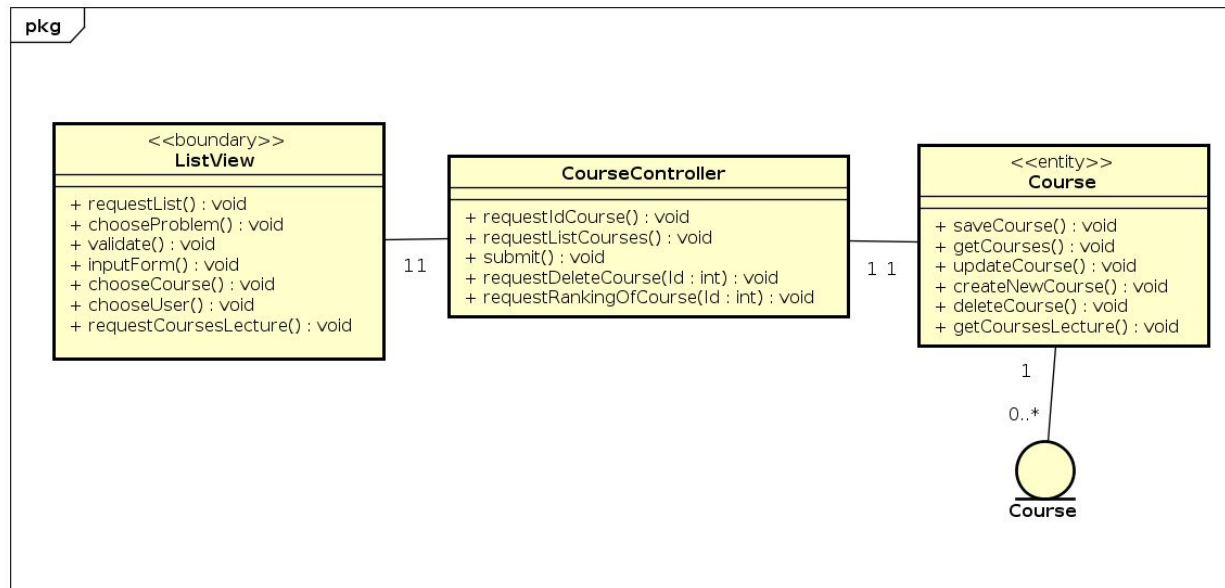 pkg
<<boundary>>
ListView
+ requestList() : void
+ chooseProblem() : void
+ validate() : void
+ inputForm() : void
+ chooseCourse() : void
+ chooseUser() : void
+ requestCoursesLecture() : void
1 1
CourseController
+ requestIdCourse() : void
+ requestListCourses() : void
+ submit() : void
+ requestDeleteCourse(Id : int) : void
+ requestRankingOfCourse(Id : int) : void
1 1
<<entity>>
Course
+ saveCourse() : void
+ getCourses() : void
+ updateCourse() : void
+ createNewCourse() : void
+ deleteCourse() : void
+ getCoursesLecture() : void
1
0..*
Course